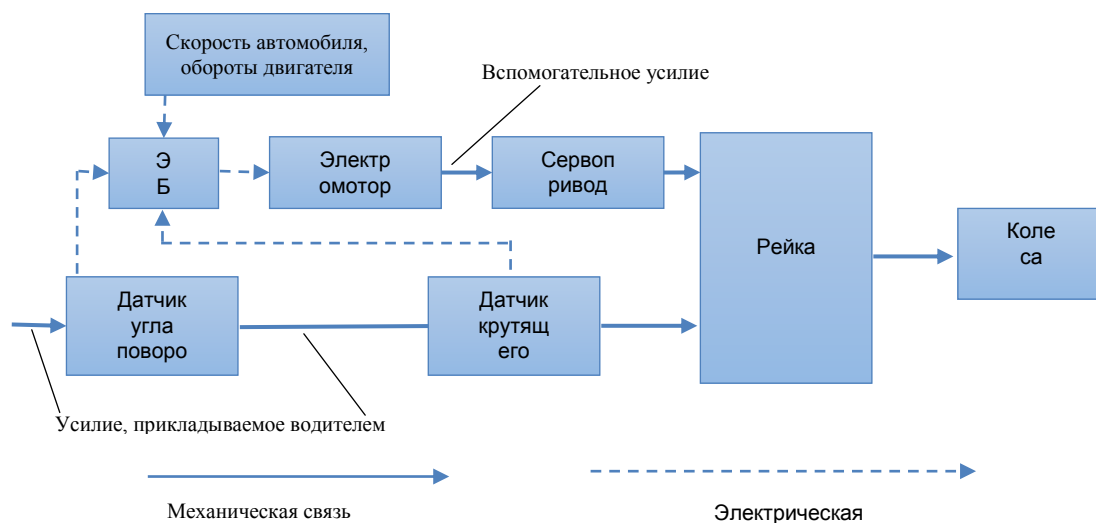 Скорость автомобиля,
обороты двигателя
Вспомогательное усилие
Э
Б
Электр
омотор
Сервоп
ривод
Рейка
Коле
са
Датчик
угла
поворо
Датчик
крутящ
его
Усилие, прикладываемое водителем
Механическая связь
Электрическая